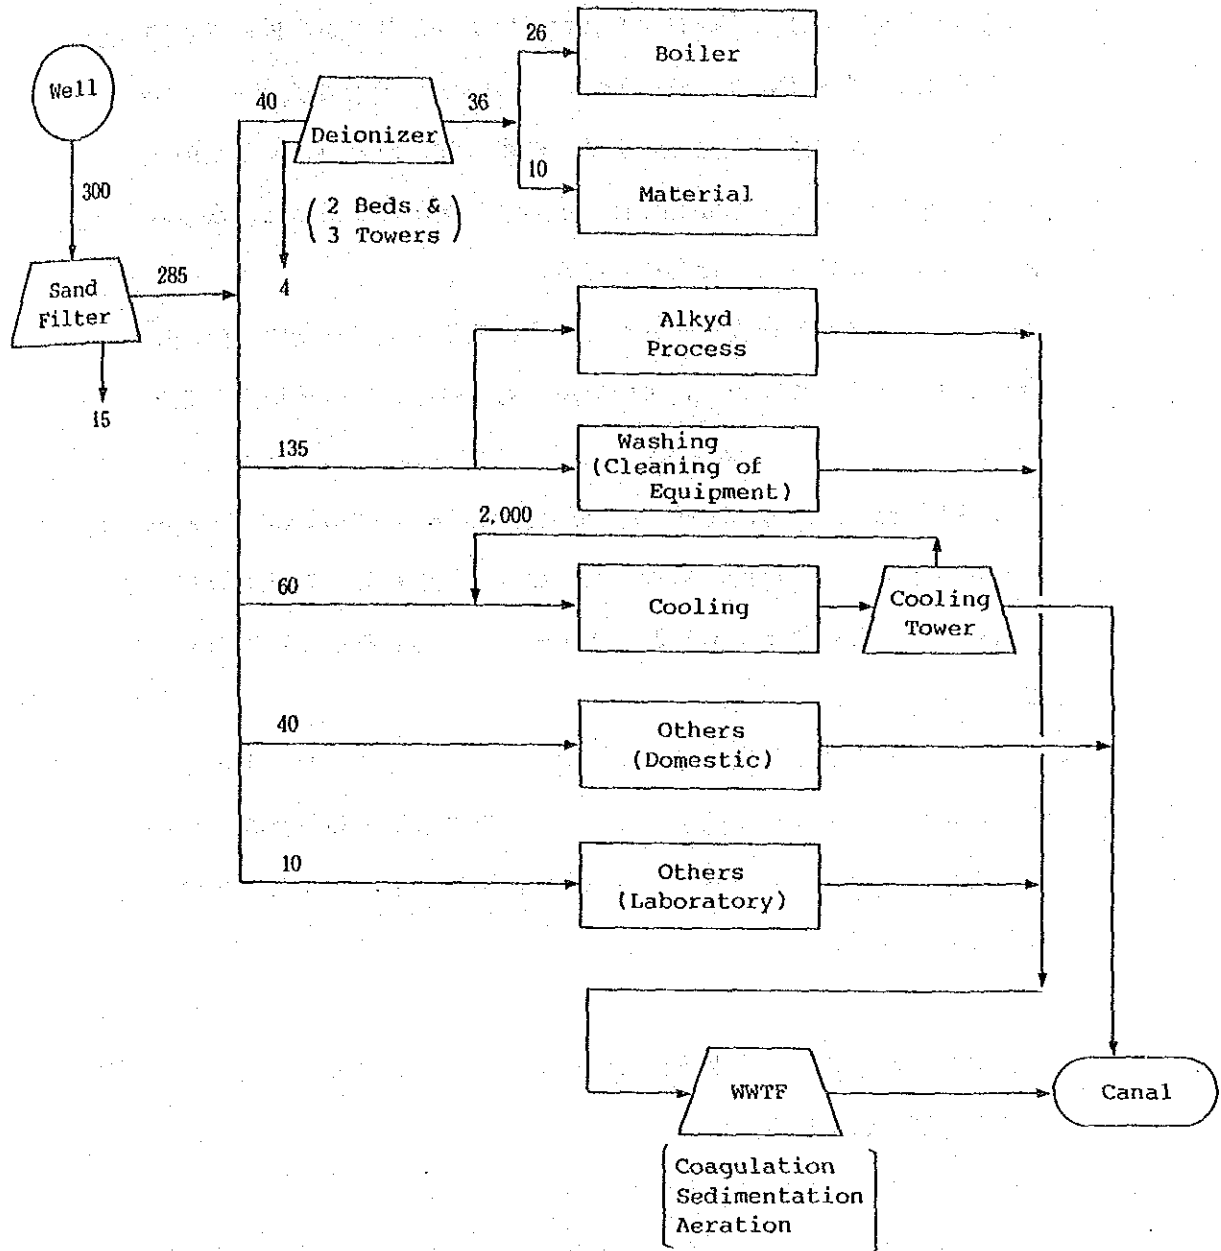 Well
300
Sand
Filter
285
15
40
Deionizer
(2 Beds &
3 Towers)
4
36
26
Boiler
10
Material
Alkyd
Process
135
Washing
(Cleaning of
Equipment)
2,000
60
Cooling
Cooling
Tower
40
Others
(Domestic)
10
Others
(Laboratory)
WWTF
Canal
Coagulation
Sedimentation
Aeration